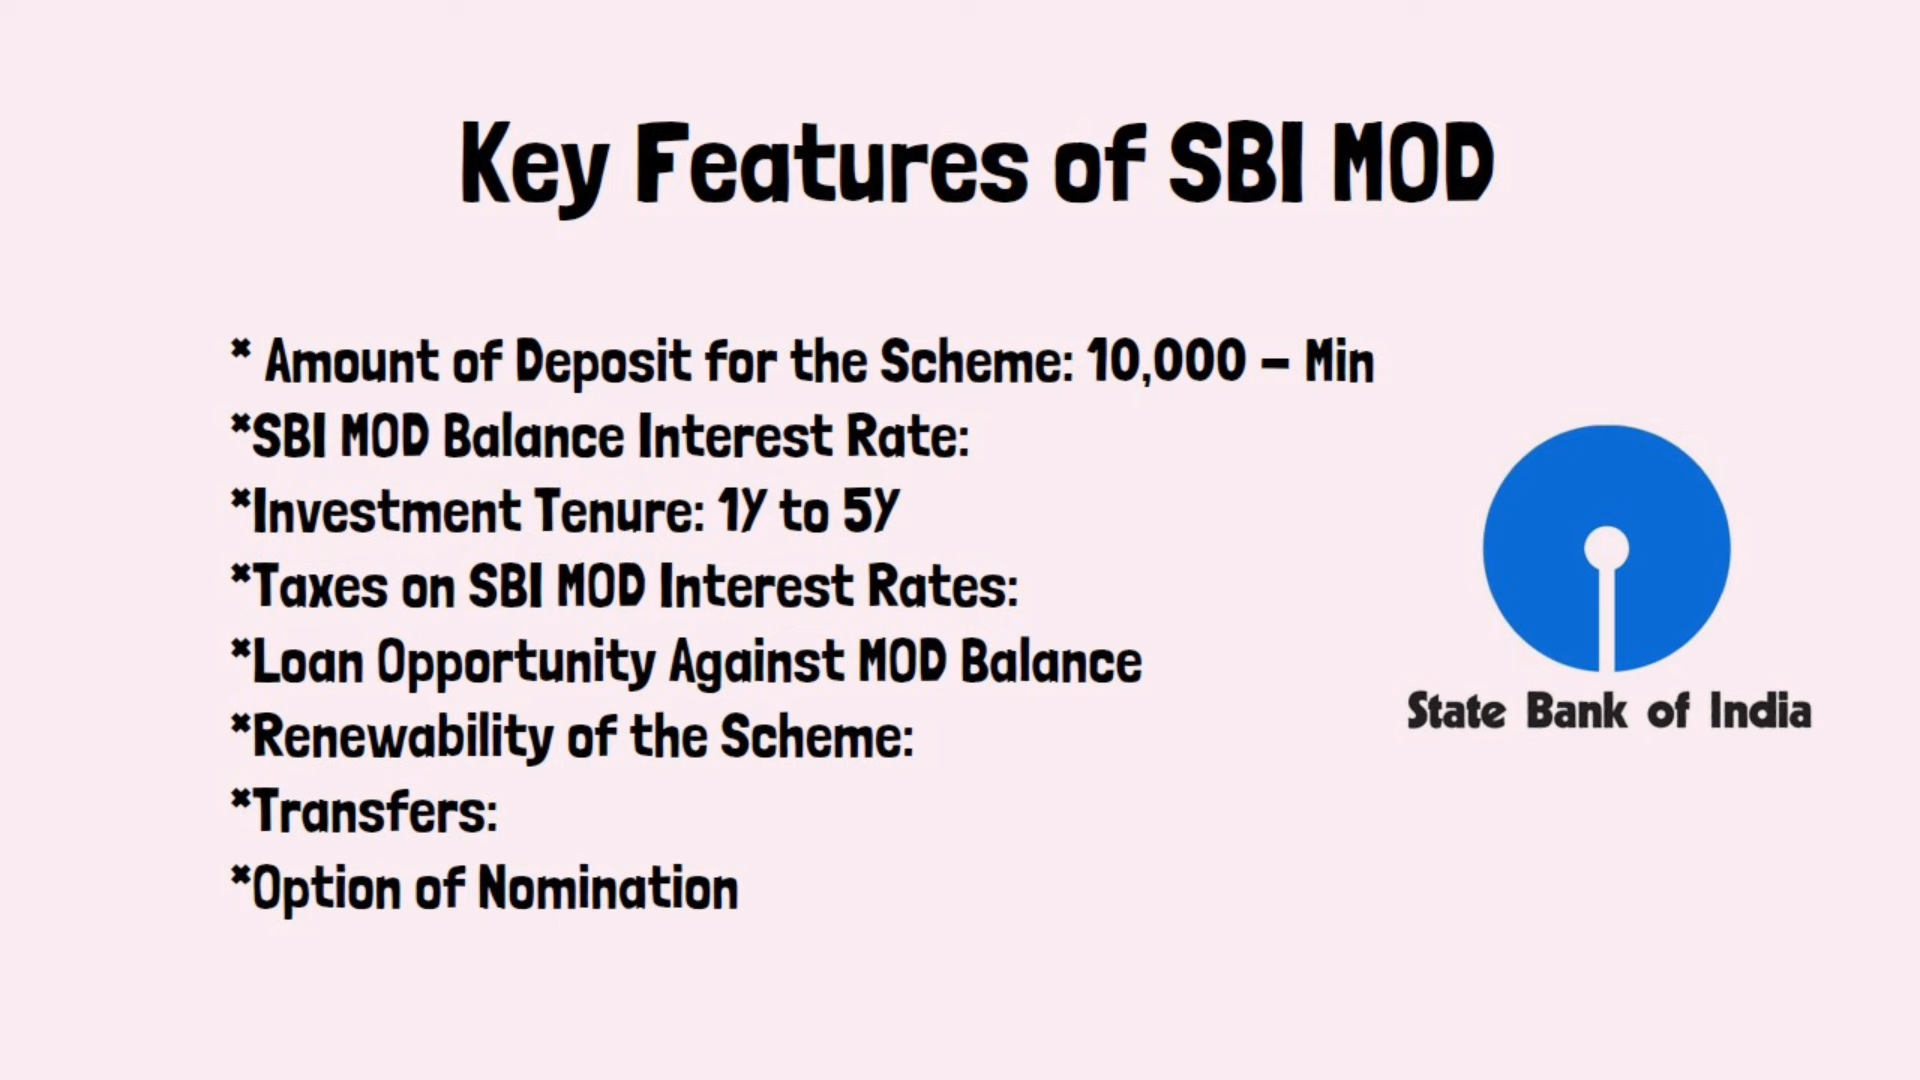 Key Features of SBI MOD
* Amount of Deposit for the Scheme: 10,000 – Min
*SBI MOD Balance Interest Rate:
*Investment Tenure: 1Y to 5Y
*Taxes on SBI MOD Interest Rates:
*Loan Opportunity Against MOD Balance
*Renewability of the Scheme:
*Transfers:
*Option of Nomination
State Bank of India